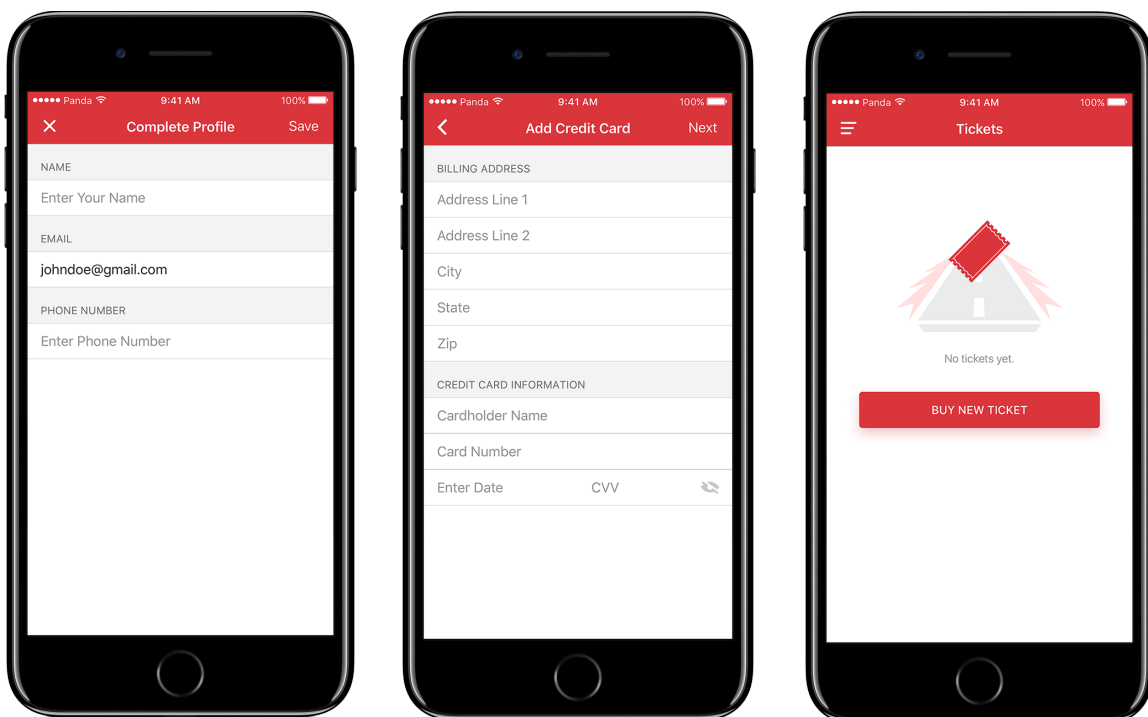 ●●●●● Panda 9:41 AM 100%
Complete Profile Save
NAME
Enter Your Name
EMAIL
johndoe@gmail.com
PHONE NUMBER
Enter Phone Number
●●●●● Panda 9:41 AM 100%
Add Credit Card Next
BILLING ADDRESS
Address Line 1
Address Line 2
City
State
Zip
CREDIT CARD INFORMATION
Cardholder Name
Card Number
Enter Date CVV
●●●●● Panda 9:41 AM 100%
Tickets
No tickets yet.
BUY NEW TICKET